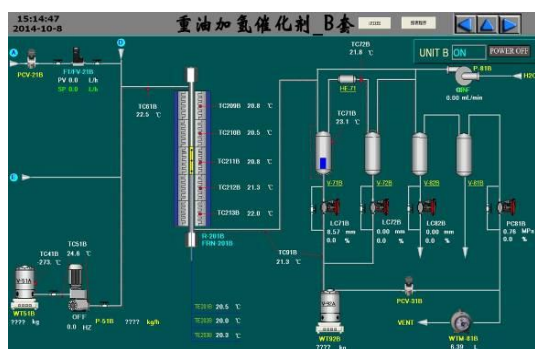 15:14:47
2014-10-8
重油加氢催化剂_B套
UNIT B ON
POWER OFF
TC72B
21.8 ℃
A
D
PCV-21B
FT/FV-21B
PV 0.0 L/h
SP 0.0 L/h
TC61B
22.5 ℃
HE-71
TC71B
23.1 ℃
P-81B
OFF
0.00 mL/min
H2O
TC209B 20.8 ℃
TC210B 20.5 ℃
TC211B 20.8 ℃
TC212B 21.3 ℃
TC213B 22.0 ℃
V-71B
V-72B
V-82B
V-81B
LC71B
0.57 mm
0.0 %
LC72B
0.00 mm
0.0 %
LC82B
0.00 mm
0.0 %
PC81B
0.76 MPa
0.0 %
R-201B
FRN-201B
TC91B
21.3 ℃
TC41B
-273. ℃
TC51B
24.6 ℃
V-51A
WT51B
???? kg
OFF
0.0 HZ
P-51B
???? kg/h
20.5 ℃
20.0 ℃
20.3 ℃
V-92A
WT92B
???? kg
PCV-31B
VENT
WTM-81B
6.39 L